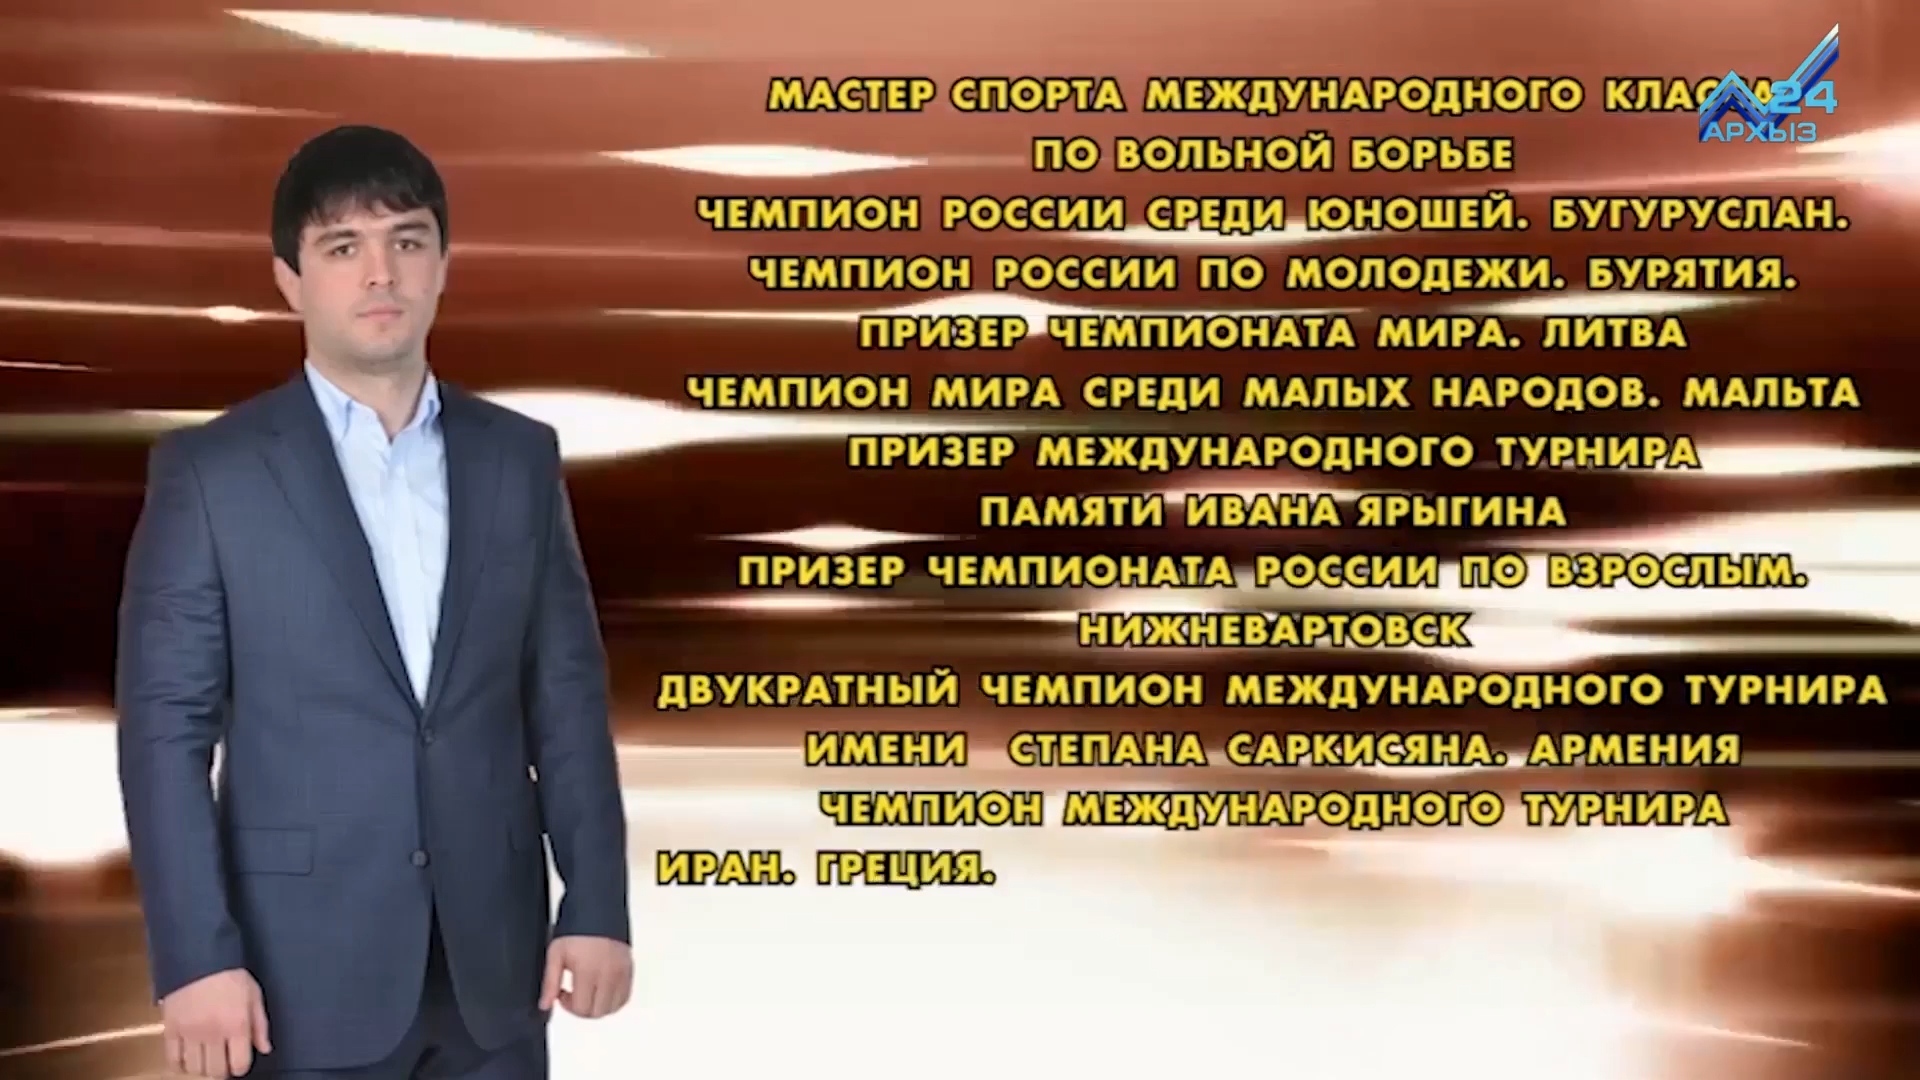 МАСТЕР СПОРТА МЕЖДУНАРОДНОГО КЛАССА
ПО ВОЛЬНОЙ БОРЬБЕ
ЧЕМПИОН РОССИИ СРЕДИ ЮНОШЕЙ. БУГУРУСЛАН.
ЧЕМПИОН РОССИИ ПО МОЛОДЕЖИ. БУРЯТИЯ.
ПРИЗЕР ЧЕМПИОНАТА МИРА. ЛИТВА
ЧЕМПИОН МИРА СРЕДИ МАЛЫХ НАРОДОВ. МАЛЬТА
ПРИЗЕР МЕЖДУНАРОДНОГО ТУРНИРА
ПАМЯТИ ИВАНА ЯРЫГИНА
ПРИЗЕР ЧЕМПИОНАТА РОССИИ ПО ВЗРОСЛЫМ.
НИЖНЕВАРТОВСК
ДВУКРАТНЫЙ ЧЕМПИОН МЕЖДУНАРОДНОГО ТУРНИРА
ИМЕНИ СТЕПАНА САРКИСЯНА. АРМЕНИЯ
ЧЕМПИОН МЕЖДУНАРОДНОГО ТУРНИРА
ИРАН. ГРЕЦИЯ.
24
АРХЫЗ